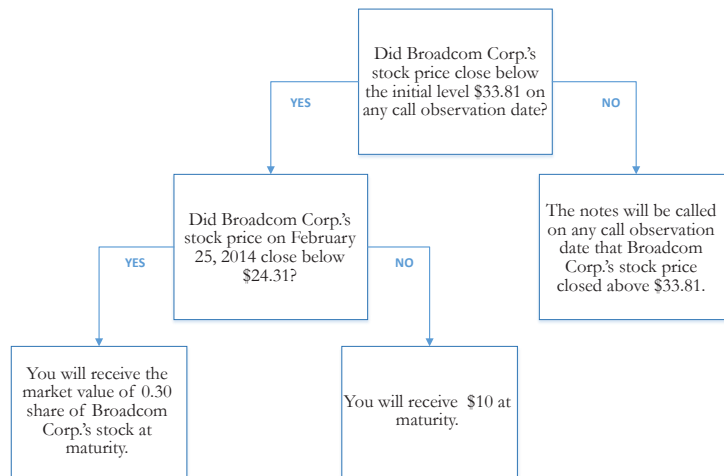 Did Broadcom Corp.'s
stock price close below
the initial level $33.81 on
any call observation date?
YES
NO
Did Broadcom Corp.'s
stock price on February
25, 2014 close below
$24.31?
The notes will be called
on any call observation
date that Broadcom
Corp.'s stock price
closed above $33.81.
YES
NO
You will receive the
market value of 0.30
share of Broadcom
Corp.'s stock at
maturity.
You will receive $10 at
maturity.